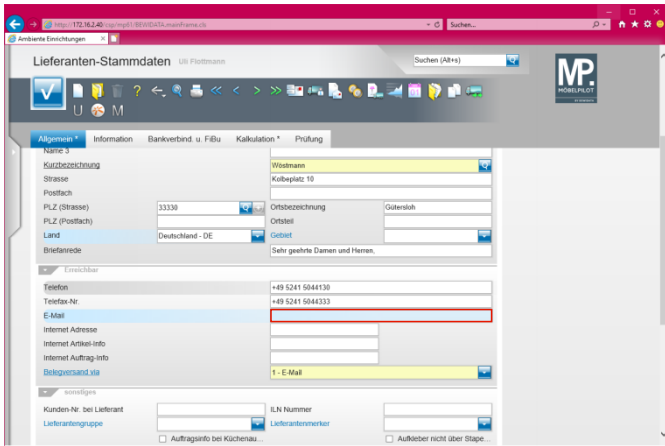 http://172.16.2.40/csp/mp61/BEWIDATA.mainFrame.cls
Suchen...
Ambiente Einrichtungen
Lieferanten-Stammdaten Uli Flottmann
Suchen (Alt+s)
MP.
MÖBELPILOT
U M
Allgemein * Information Bankverbind. u. FiBu Kalkulation * Prüfung
Name 3
Kurzbezeichnung Wöstmann
Strasse Kolbeplatz 10
Postfach
PLZ (Strasse) 33330 Ortsbezeichnung Gütersloh
PLZ (Postfach) Ortsteil
Land Deutschland - DE Gebiet
Briefanrede Sehr geehrte Damen und Herren,
Erreichbar
Telefon +49 5241 5044130
Telefax-Nr. +49 5241 5044333
E-Mail
Internet Adresse
Internet Artikel-Info
Internet Auftrag-Info
Belegversand via 1 - E-Mail
sonstiges
Kunden-Nr. bei Lieferant ILN Nummer
Lieferantengruppe Lieferantenmerker
Auftragsinfo bei Küchenau... Aufkleber nicht über Stape...